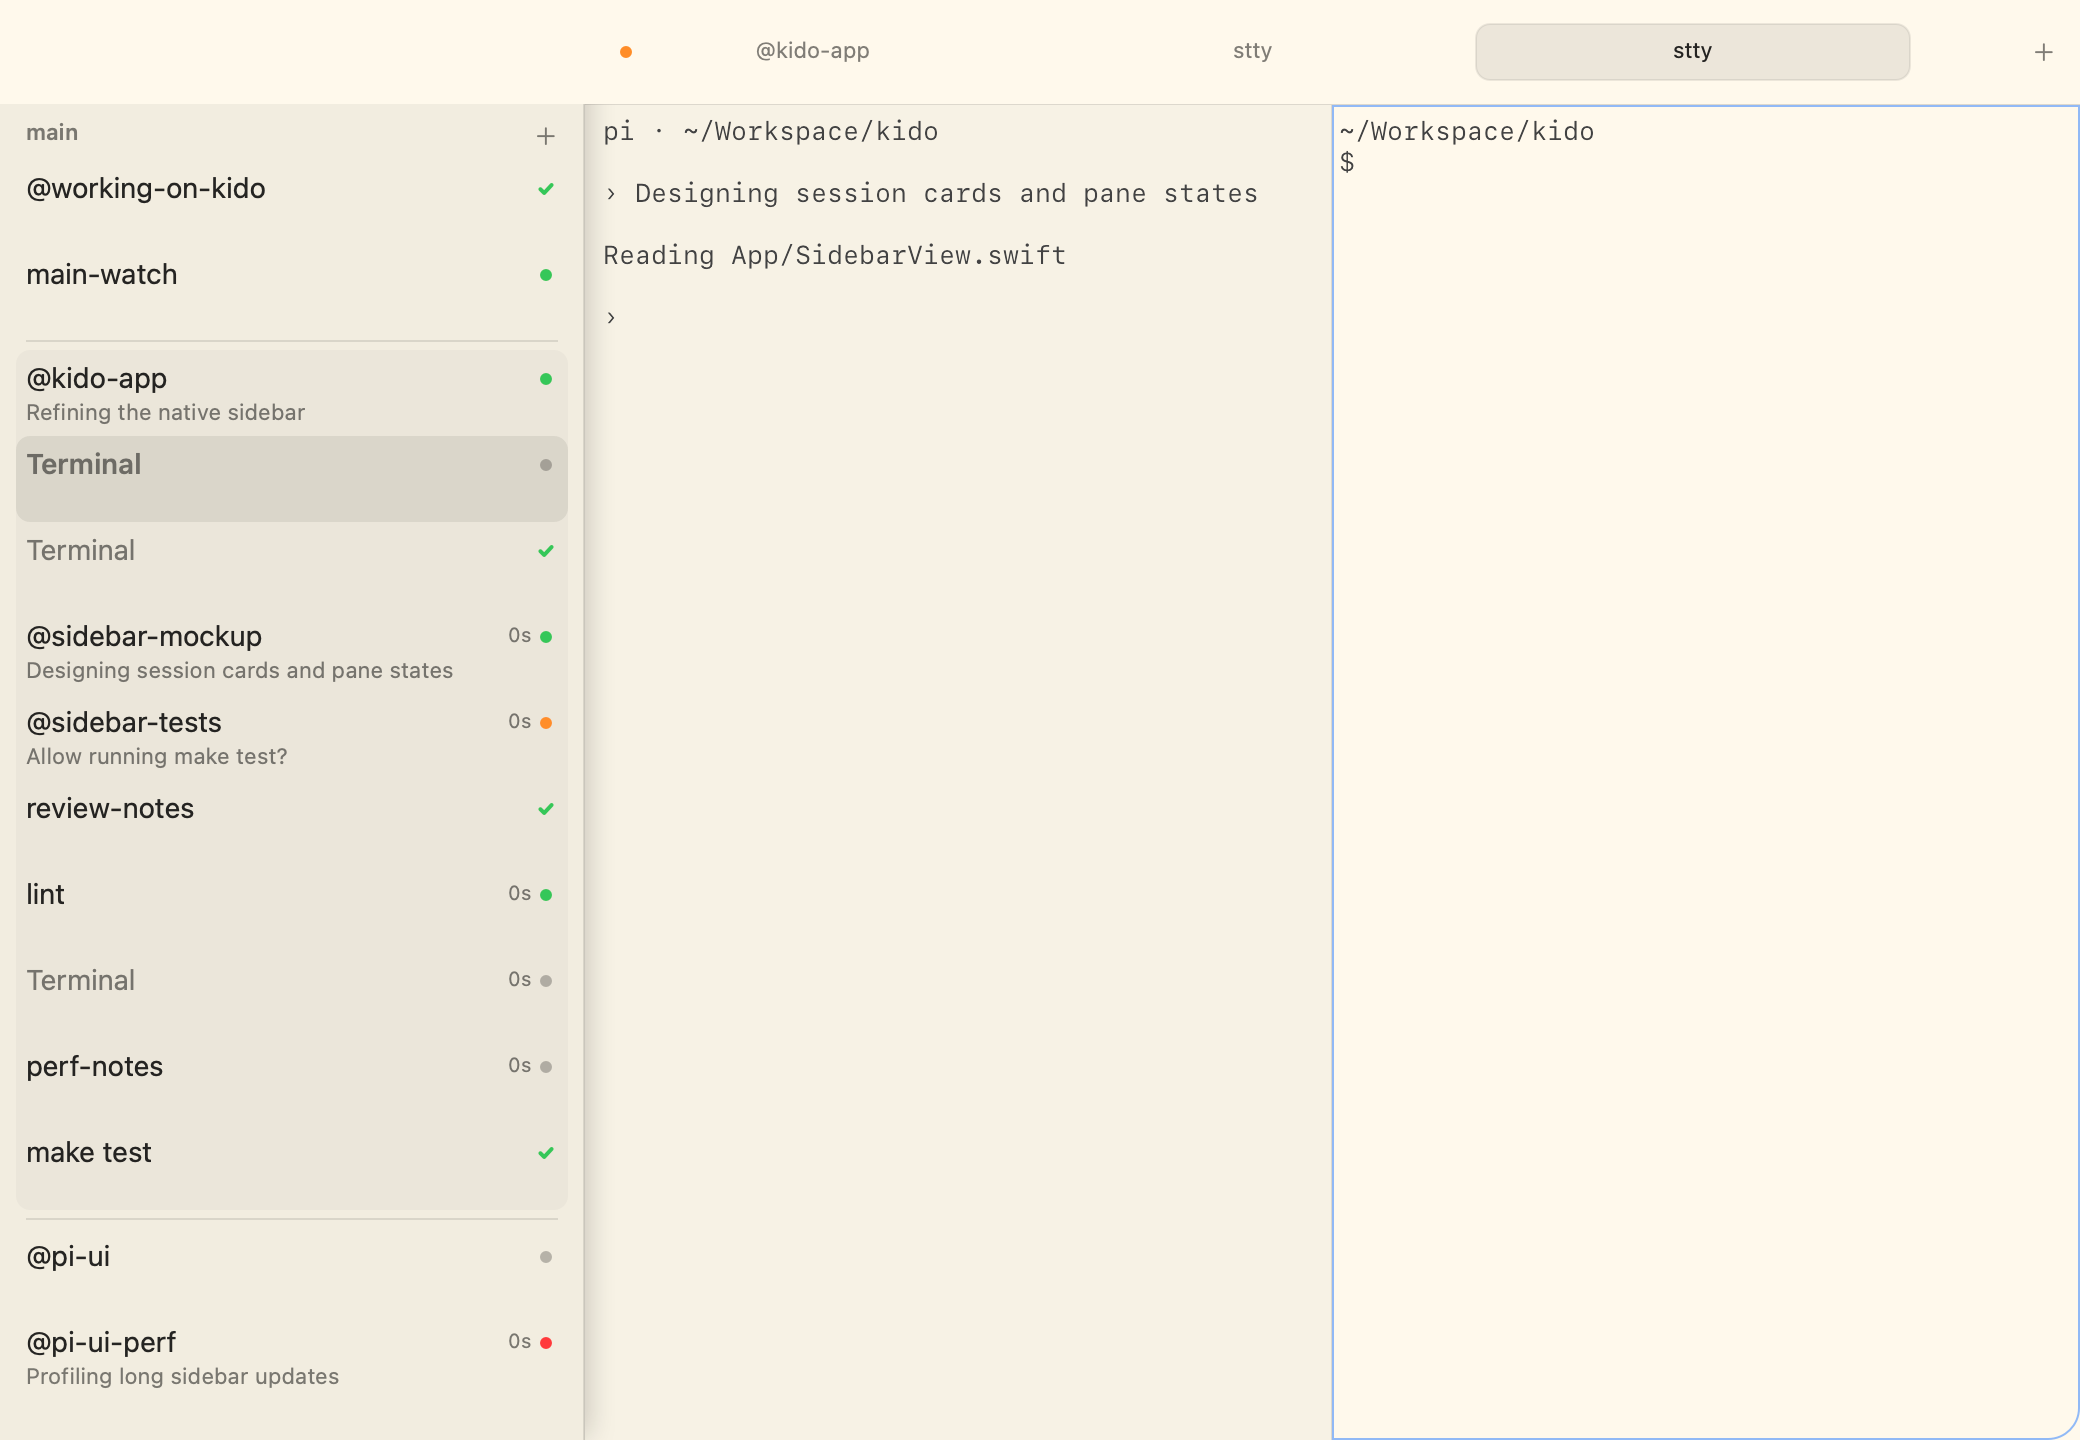 @kido-app
stty
stty
main
@working-on-kido
main-watch
@kido-app
Refining the native sidebar
Terminal
Terminal
@sidebar-mockup 0s
Designing session cards and pane states
@sidebar-tests 0s
Allow running make test?
review-notes
lint 0s
Terminal 0s
perf-notes 0s
make test
@pi-ui
@pi-ui-perf 0s
Profiling long sidebar updates
pi · ~/Workspace/kido
› Designing session cards and pane states
Reading App/SidebarView.swift
›
~/Workspace/kido
$